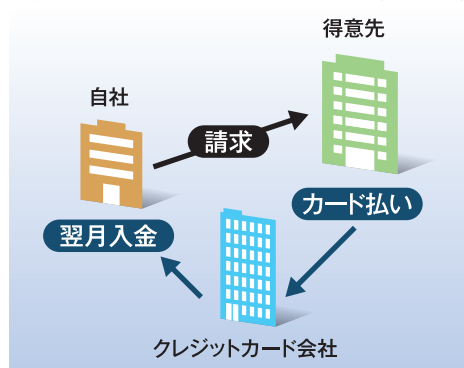 得意先
自社
請求
カード払い
翌月入金
クレジットカード会社